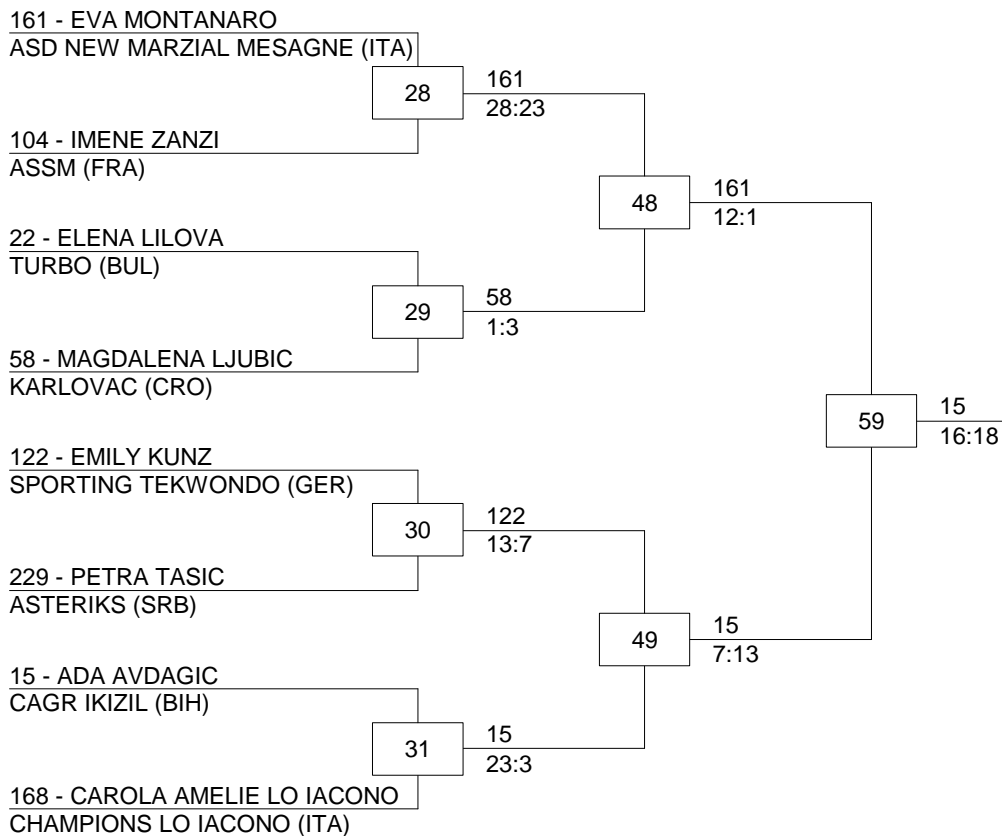 161 - EVA MONTANARO
ASD NEW MARZIAL MESAGNE (ITA)
28
161
28:23
104 - IMENE ZANZI
ASSM (FRA)
48
161
12:1
22 - ELENA LILOVA
TURBO (BUL)
29
58
1:3
58 - MAGDALENA LJUBIC
KARLOVAC (CRO)
59
15
16:18
122 - EMILY KUNZ
SPORTING TEKWONDO (GER)
30
122
13:7
229 - PETRA TASIC
ASTERIKS (SRB)
49
15
7:13
15 - ADA AVDAGIC
CAGR IKIZIL (BIH)
31
15
23:3
168 - CAROLA AMELIE LO IACONO
CHAMPIONS LO IACONO (ITA)